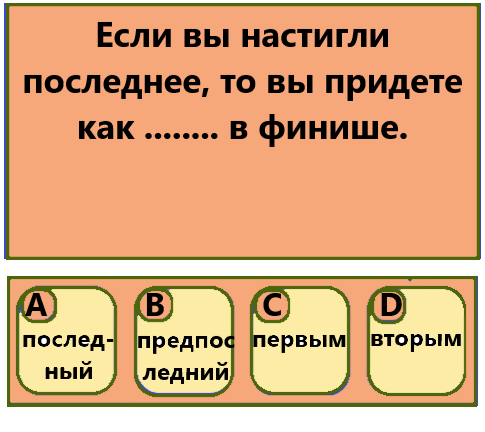 Если вы настигли
последнее, то вы придете
как ........ в финише.
A
послед-
ный
B
предпос
ледний
C
первым
D
вторым